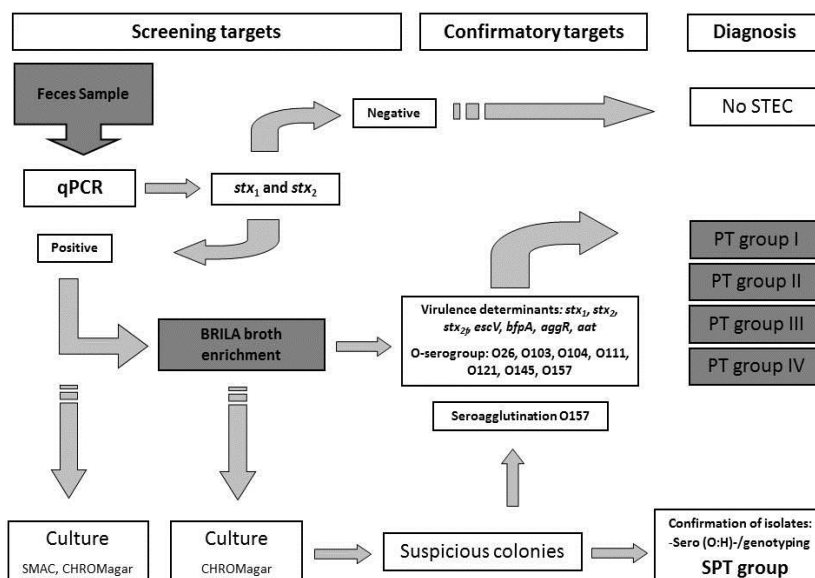 Screening targets
Confirmatory targets
Diagnosis
Feces Sample
Negative
No STEC
qPCR
stx₁ and stx₂
Positive
PT group I
PT group II
PT group III
PT group IV
BRILA broth
enrichment
Virulence determinants: stx₁, stx₂,
stx₂f, escV, bfpA, aggR, aat
O-serogroup: O26, O103, O104, O111,
O121, O145, O157
Seroagglutination O157
Culture
SMAC, CHROMagar
Culture
CHROMagar
Suspicious colonies
Confirmation of isolates:
-Sero (O:H)-/genotyping
SPT group